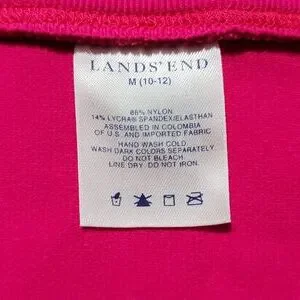 LANDS' END
M (10-12)
86% NYLON
14% LYCRA® SPANDEX/ELASTHAN
ASSEMBLED IN COLOMBIA
OF U.S. AND IMPORTED FABRIC
HAND WASH COLD
WASH DARK COLORS SEPARATELY
DO NOT BLEACH.
LINE DRY. DO NOT IRON.